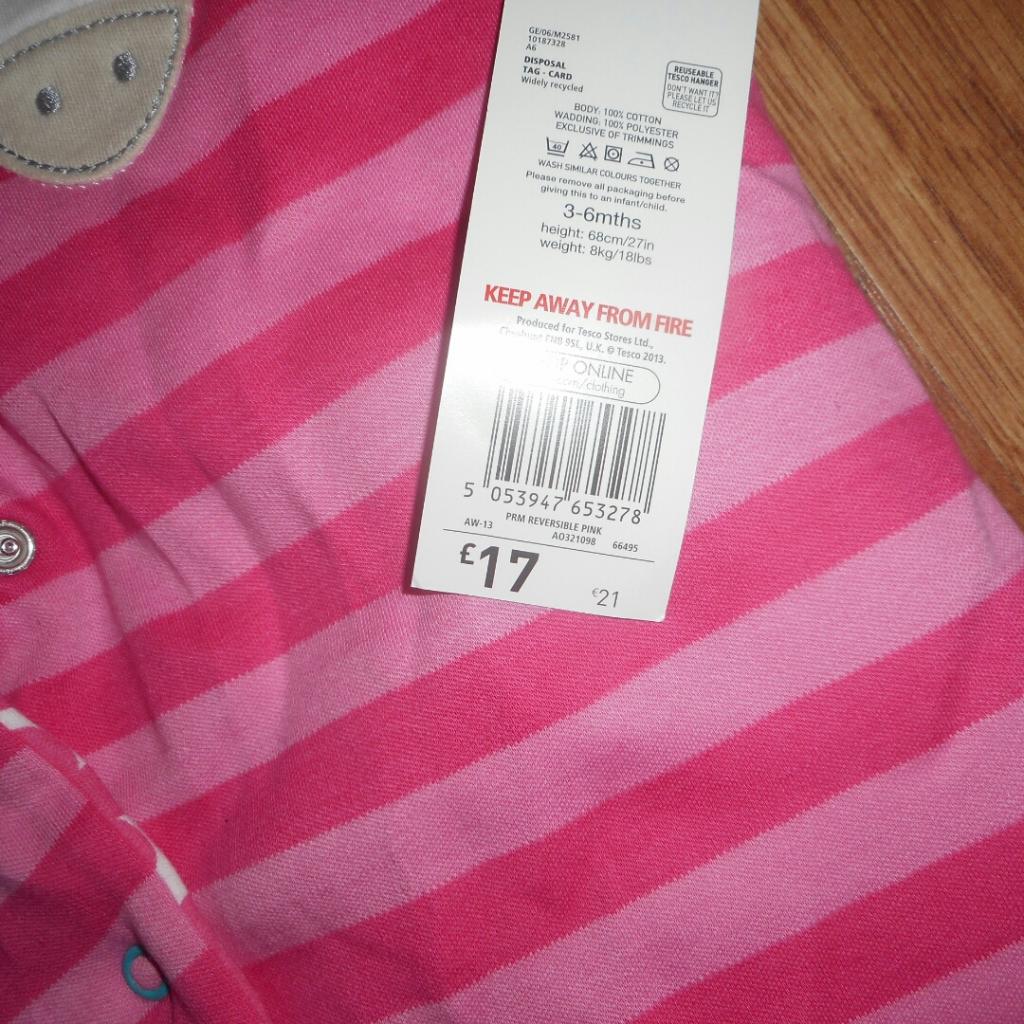 GE/06/M2581
10187328
A6
DISPOSAL
TAG - CARD
Widely recycled
REUSEABLE
TESCO HANGER
DON'T WANT IT?
PLEASE LET US
RECYCLE IT
BODY: 100% COTTON
WADDING: 100% POLYESTER
EXCLUSIVE OF TRIMMINGS
40
WASH SIMILAR COLOURS TOGETHER
Please remove all packaging before
giving this to an infant/child.
3-6mths
height: 68cm/27in
weight: 8kg/18lbs
KEEP AWAY FROM FIRE
Produced for Tesco Stores Ltd.,
EN8 9SL, U.K. © Tesco 2013.
ONLINE
/clothing
5 053947 653278
PRM REVERSIBLE PINK
AW-13 AO321098 66495
£17 €21